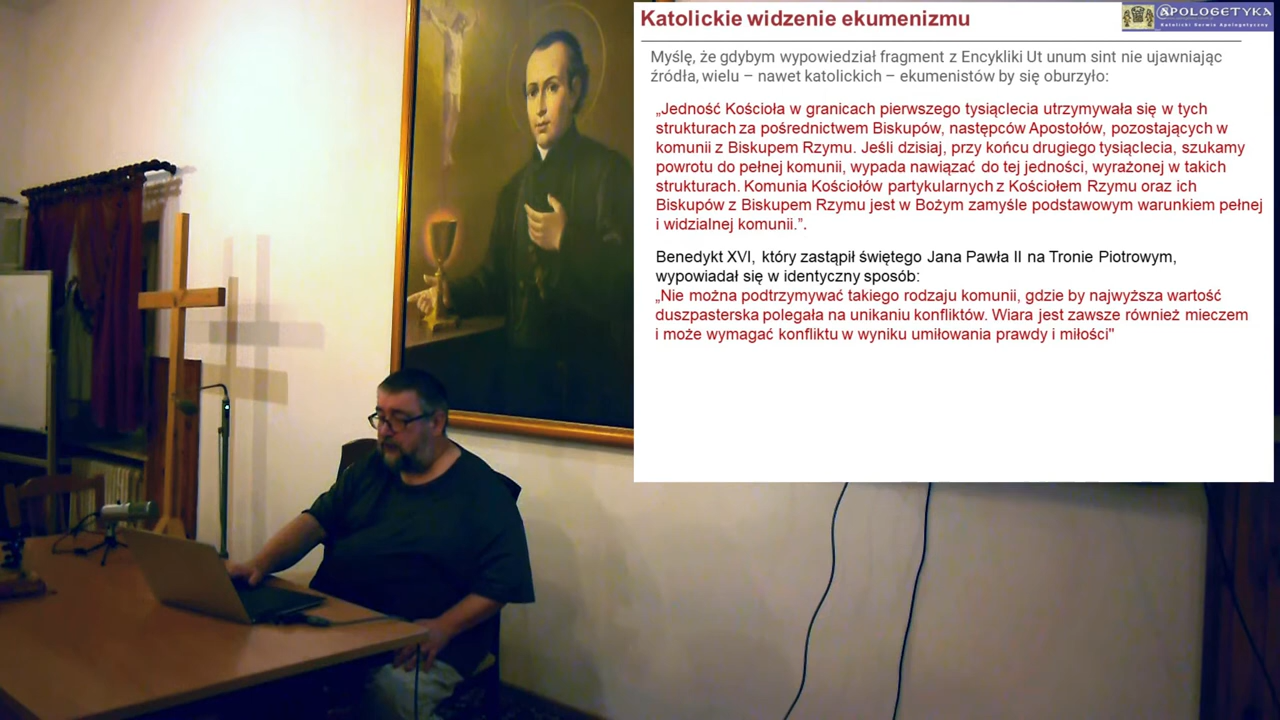 Katolickie widzenie ekumenizmu
APOLOGETYKA
Katolicki Serwis Apologetyczny
Myślę, że gdybym wypowiedział fragment z Encykliki Ut unum sint nie ujawniając
źródła, wielu – nawet katolickich – ekumenistów by się oburzyło:
„Jedność Kościoła w granicach pierwszego tysiąclecia utrzymywała się w tych
strukturach za pośrednictwem Biskupów, następców Apostołów, pozostających w
komunii z Biskupem Rzymu. Jeśli dzisiaj, przy końcu drugiego tysiąclecia, szukamy
powrotu do pełnej komunii, wypada nawiązać do tej jedności, wyrażonej w takich
strukturach. Komunia Kościołów partykularnych z Kościołem Rzymu oraz ich
Biskupów z Biskupem Rzymu jest w Bożym zamyśle podstawowym warunkiem pełnej
i widzialnej komunii.”.
Benedykt XVI, który zastąpił świętego Jana Pawła II na Tronie Piotrowym,
wypowiadał się w identyczny sposób:
„Nie można podtrzymywać takiego rodzaju komunii, gdzie by najwyższa wartość
duszpasterska polegała na unikaniu konfliktów. Wiara jest zawsze również mieczem
i może wymagać konfliktu w wyniku umiłowania prawdy i miłości"